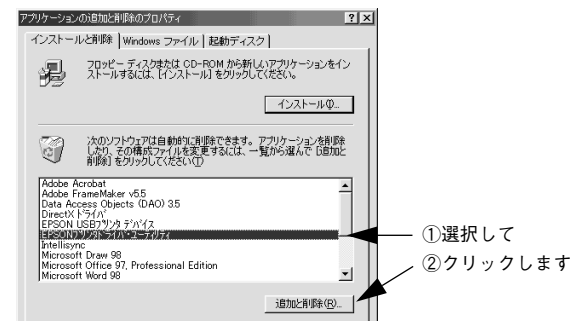 アプリケーションの追加と削除のプロパティ
インストールと削除 Windows ファイル 起動ディスク
フロッピー ディスクまたは CD-ROM から新しいアプリケーションをイン
ストールするには、[インストール] をクリックしてください。
インストール(I)...
次のソフトウェアは自動的に削除できます。アプリケーションを削除
したり、その構成ファイルを変更するには、一覧から選んで [追加と
削除] をクリックしてください(T)
Adobe Acrobat
Adobe FrameMaker v5.5
Data Access Objects (DAO) 3.5
DirectX ドライバ
EPSON USBプリンタ デバイス
EPSONプリンタドライバ・ユーティリティ
Intellisync
Microsoft Draw 98
Microsoft Office 97, Professional Edition
Microsoft Word 98
追加と削除(R)...
①選択して
②クリックします